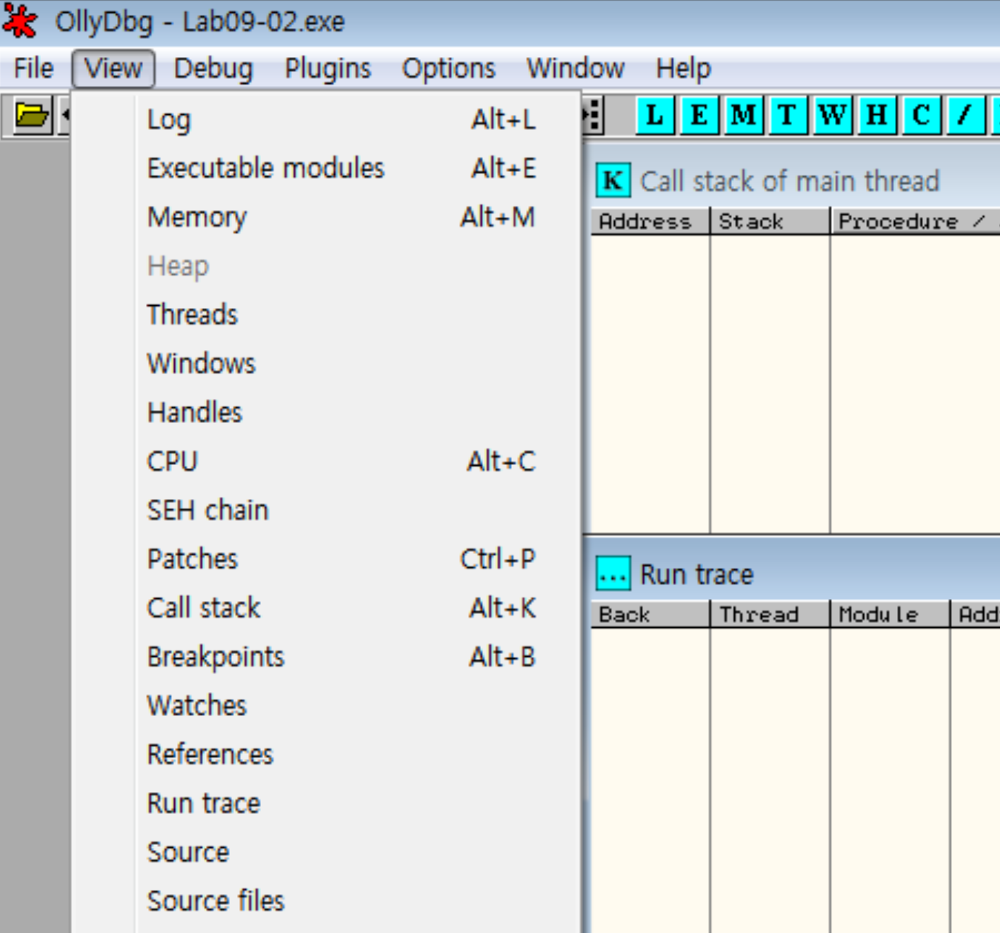 OllyDbg - Lab09-02.exe
File View Debug Plugins Options Window Help
L E M T W H C /
Log Alt+L
Executable modules Alt+E
Memory Alt+M
Heap
Threads
Windows
Handles
CPU Alt+C
SEH chain
Patches Ctrl+P
Call stack Alt+K
Breakpoints Alt+B
Watches
References
Run trace
Source
Source files
K Call stack of main thread
Address Stack Procedure /
... Run trace
Back Thread Module Add